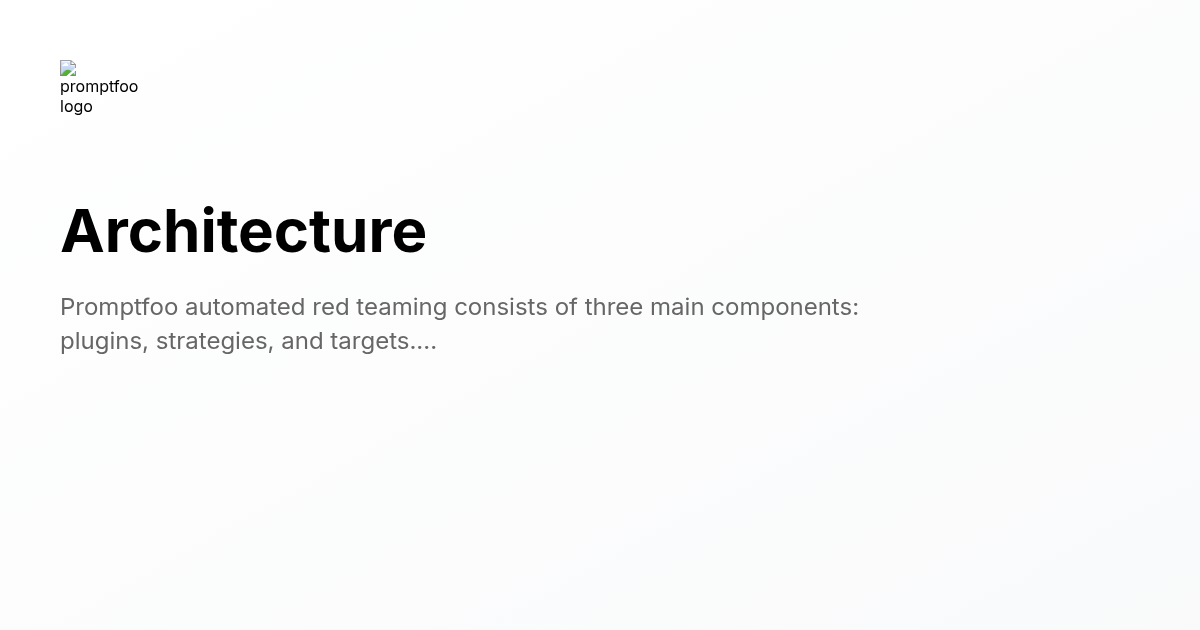 promptfoo
logo
Architecture
Promptfoo automated red teaming consists of three main components:
plugins, strategies, and targets....